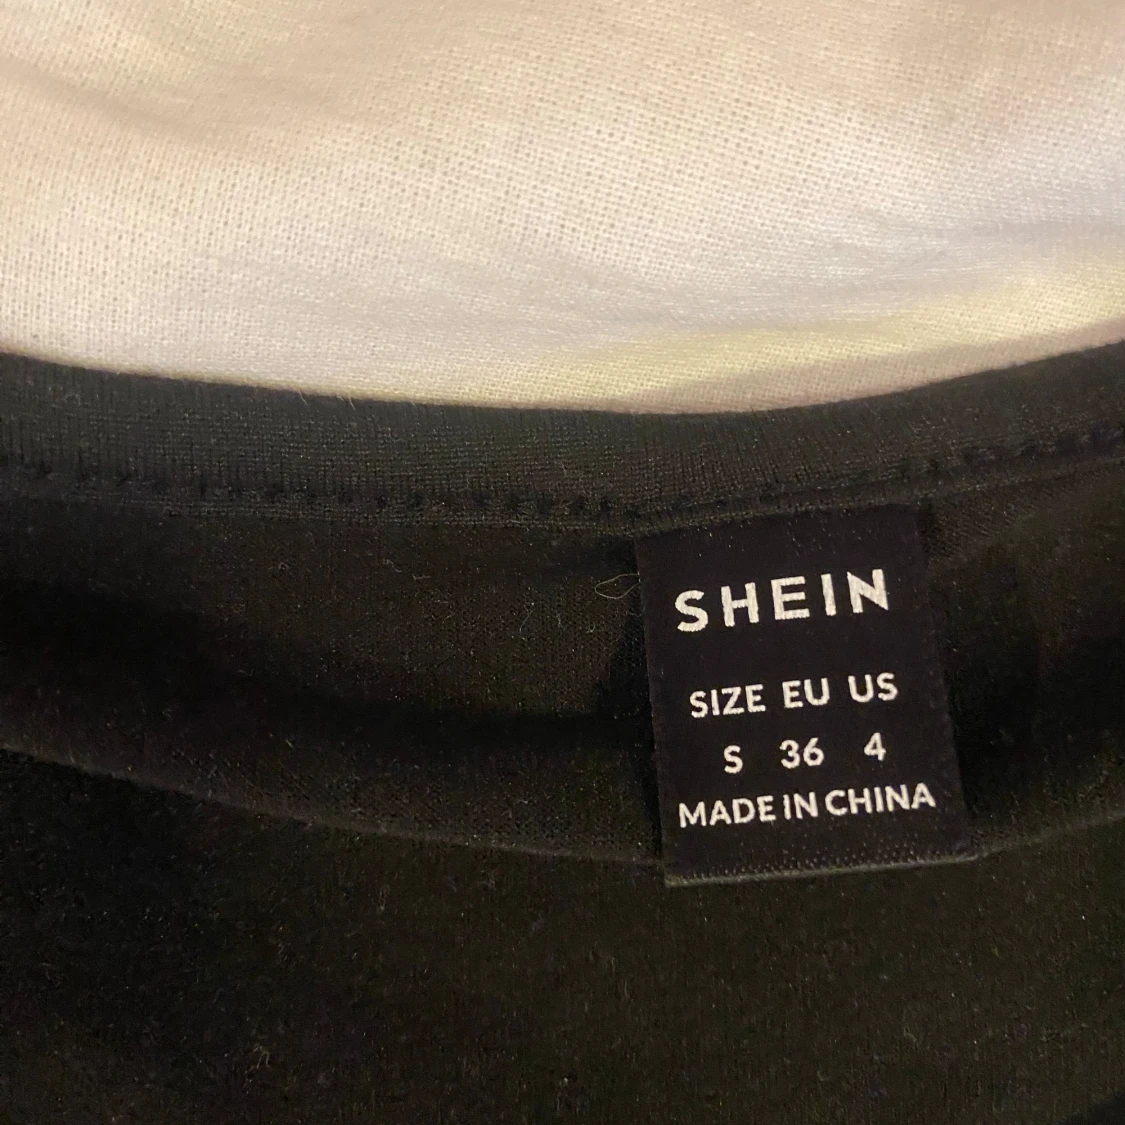 SHEIN
SIZE EU US
S 36 4
MADE IN CHINA